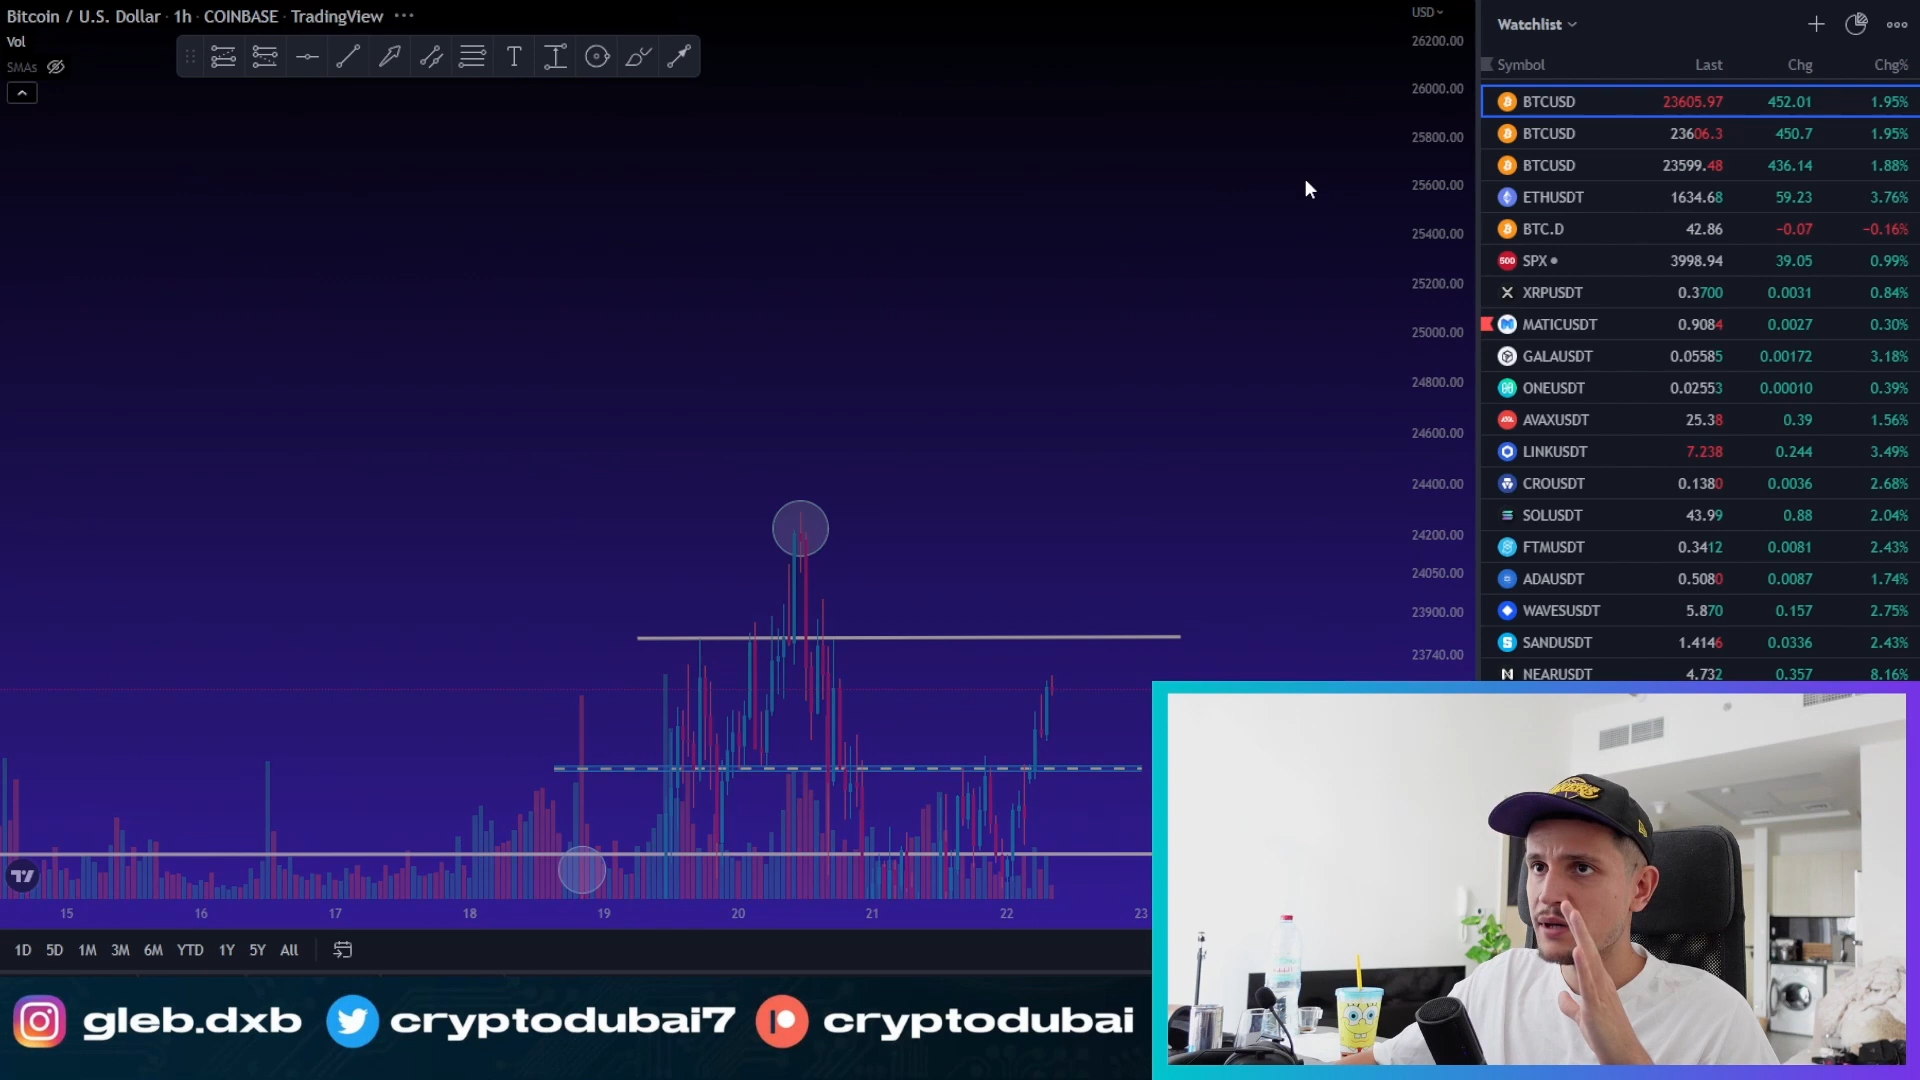 Bitcoin / U.S. Dollar · 1h · COINBASE · TradingView ···
Vol
SMAs
USD
26200.00
26000.00
25800.00
25600.00
25400.00
25200.00
25000.00
24800.00
24600.00
24400.00
24200.00
24050.00
23900.00
23740.00
15 16 17 18 19 20 21 22 23
1D 5D 1M 3M 6M YTD 1Y 5Y All
Watchlist
Symbol Last Chg Chg%
BTCUSD 23605.97 452.01 1.95%
BTCUSD 23606.3 450.7 1.95%
BTCUSD 23599.48 436.14 1.88%
ETHUSDT 1634.68 59.23 3.76%
BTC.D 42.86 −0.07 −0.16%
500 SPX 3998.94 39.05 0.99%
XRPUSDT 0.3700 0.0031 0.84%
MATICUSDT 0.9084 0.0027 0.30%
GALAUSDT 0.05585 0.00172 3.18%
ONEUSDT 0.02553 0.00010 0.39%
AVAXUSDT 25.38 0.39 1.56%
LINKUSDT 7.238 0.244 3.49%
CROUSDT 0.1380 0.0036 2.68%
SOLUSDT 43.99 0.88 2.04%
FTMUSDT 0.3412 0.0081 2.43%
ADAUSDT 0.5080 0.0087 1.74%
WAVESUSDT 5.870 0.157 2.75%
SANDUSDT 1.4146 0.0336 2.43%
NEARUSDT 4.732 0.357 8.16%
gleb.dxb cryptodubai7 cryptodubai